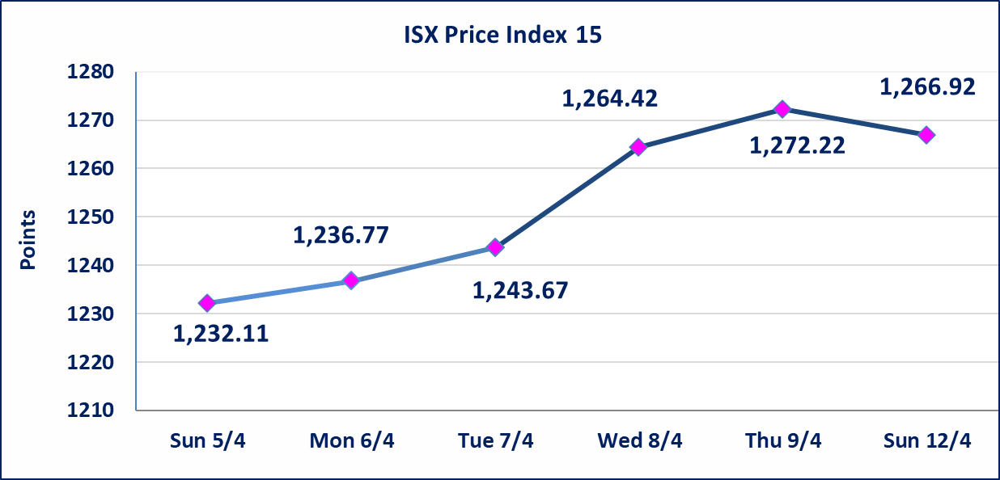 ISX Price Index 15
1280
1270
1260
1250
1240
1230
1220
1210
Points
1,232.11
1,236.77
1,243.67
1,264.42
1,272.22
1,266.92
Sun 5/4
Mon 6/4
Tue 7/4
Wed 8/4
Thu 9/4
Sun 12/4